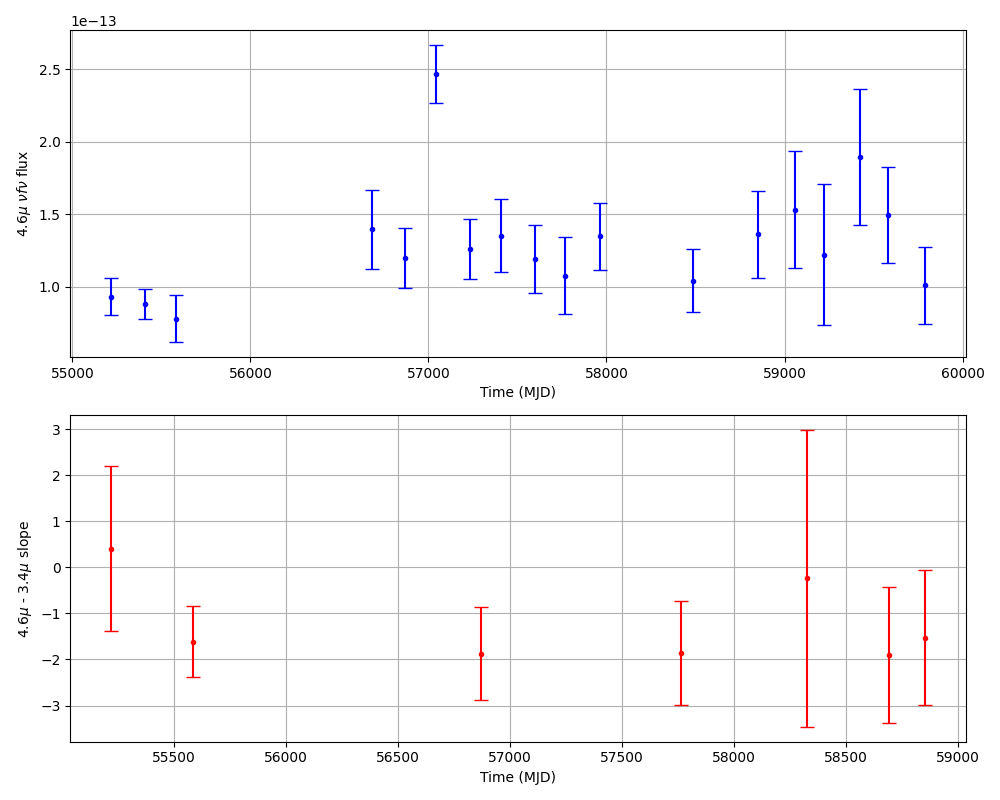 1e−13
4.6μ νfν flux
2.5
2.0
1.5
1.0
55000 56000 57000 58000 59000 60000
Time (MJD)
4.6μ - 3.4μ slope
3
2
1
0
−1
−2
−3
55500 56000 56500 57000 57500 58000 58500 59000
Time (MJD)